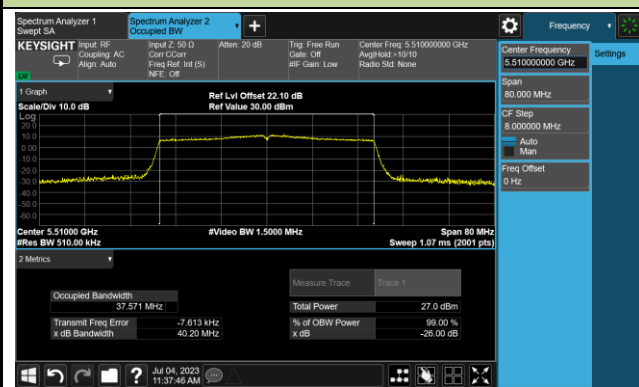 Spectrum Analyzer 1
Swept SA
Spectrum Analyzer 2
Occupied BW
+
Frequency
KEYSIGHT
Input: RF
Coupling: AC
Align: Auto
Input Z: 50 Ω
Corr CCorr
Freq Ref: Int (S)
NFE: Off
Atten: 20 dB
Trig: Free Run
Gate: Off
#IF Gain: Low
Center Freq: 5.510000000 GHz
Avg|Hold:>10/10
Radio Std: None
LVI
Center Frequency
5.510000000 GHz
Settings
Span
80.000 MHz
CF Step
8.000000 MHz
Auto
Man
Freq Offset
0 Hz
1 Graph
Scale/Div 10.0 dB
Ref Lvl Offset 22.10 dB
Ref Value 30.00 dBm
Log
20.0
10.0
0.00
-10.0
-20.0
-30.0
-40.0
-50.0
-60.0
Center 5.51000 GHz
#Res BW 510.00 kHz
#Video BW 1.5000 MHz
Span 80 MHz
Sweep 1.07 ms (2001 pts)
2 Metrics
Measure Trace
Trace 1
Occupied Bandwidth
37.571 MHz
Total Power
27.0 dBm
Transmit Freq Error
-7.613 kHz
% of OBW Power
99.00 %
x dB Bandwidth
40.20 MHz
x dB
-26.00 dB
?
Jul 04, 2023
11:37:46 AM